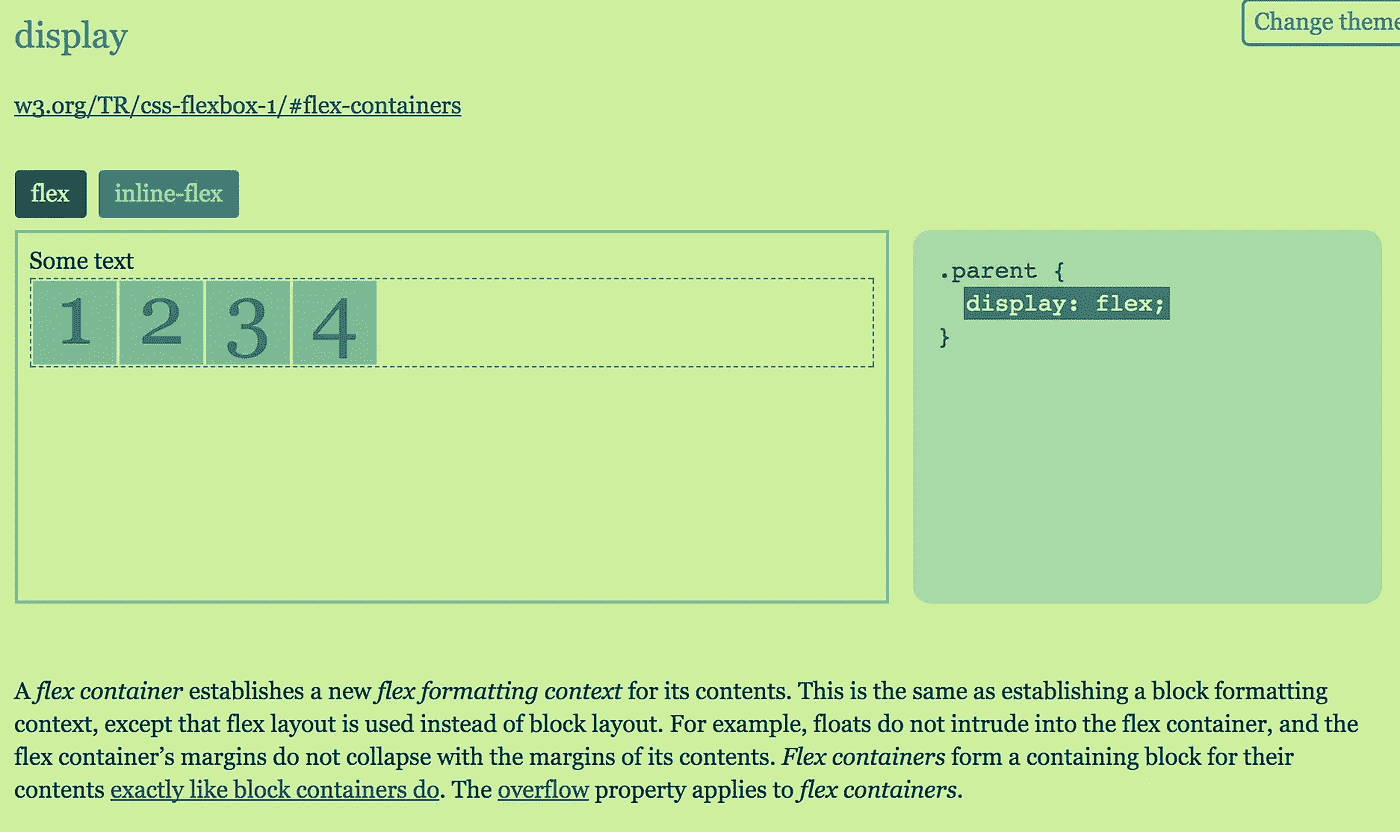 display
Change theme
w3.org/TR/css-flexbox-1/#flex-containers
flex inline-flex
Some text
1 2 3 4
.parent {
display: flex;
}
A flex container establishes a new flex formatting context for its contents. This is the same as establishing a block formatting
context, except that flex layout is used instead of block layout. For example, floats do not intrude into the flex container, and the
flex container’s margins do not collapse with the margins of its contents. Flex containers form a containing block for their
contents exactly like block containers do. The overflow property applies to flex containers.